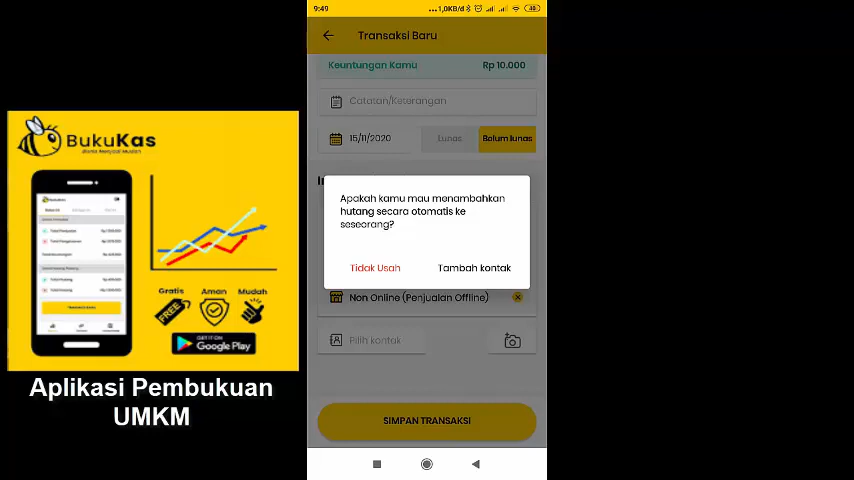 BukuKas
Gratis Aman Mudah
FREE
GET IT ON
Google Play
Aplikasi Pembukuan
UMKM
9:49
...1,0KB/d
Transaksi Baru
Keuntungan Kamu Rp 10.000
Catatan/Keterangan
15/11/2020 Lunas Belum lunas
Apakah kamu mau menambahkan
hutang secara otomatis ke
seseorang?
Tidak Usah Tambah kontak
Non Online (Penjualan Offline)
Pilih kontak
SIMPAN TRANSAKSI